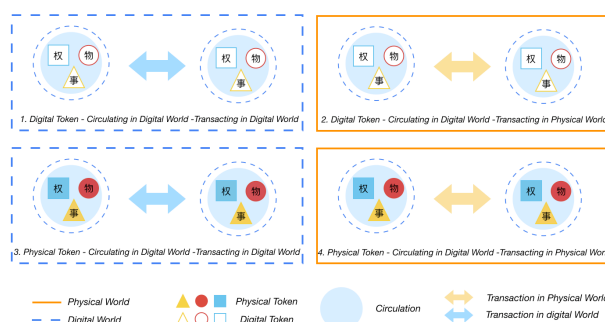 权 物 权 物
事 事
1. Digital Token - Circulating in Digital World -Transacting in Digital World
权 物 权 物
事 事
2. Digital Token - Circulating in Digital World -Transacting in Physical World
权 物 权 物
事 事
3. Physical Token - Circulating in Digital World -Transacting in Digital World
权 物 权 物
事 事
4. Physical Token - Circulating in Digital World -Transacting in Physical World
Physical World
Digital World
Physical Token
Digital Token
Circulation
Transaction in Physical World
Transaction in digital World